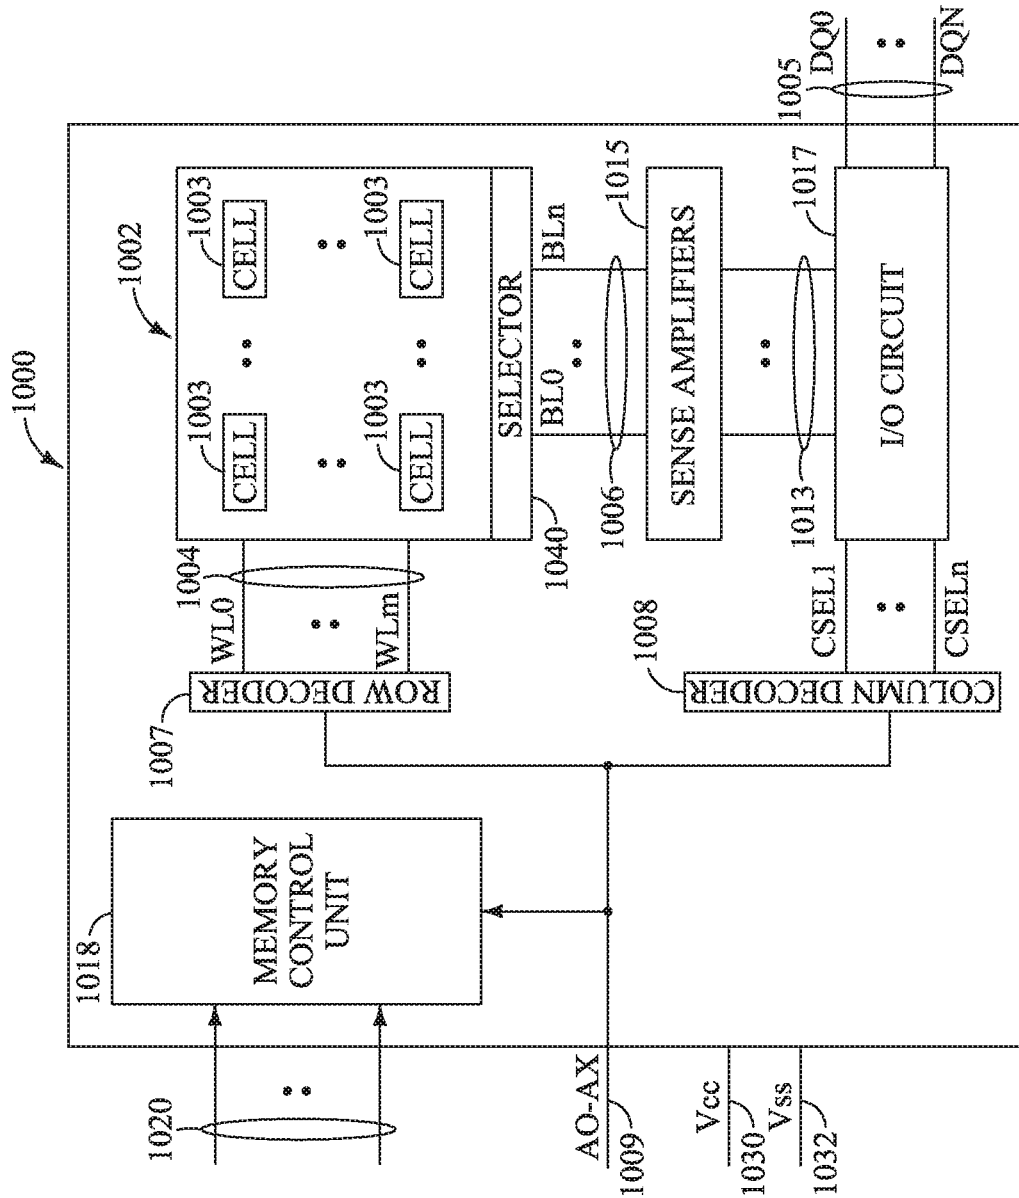 1000
1002
1020
1018
MEMORY
CONTROL
UNIT
1007
ROW DECODER
WL0
WLm
1004
1003
CELL
1003
CELL
1003
CELL
1003
CELL
SELECTOR
1040
BL0
BLn
1006
1015
SENSE AMPLIFIERS
1013
1017
I/O CIRCUIT
1008
COLUMN DECODER
CSEL1
CSELn
1005
DQ0
DQN
AO-AX
1009
Vcc
1030
Vss
1032